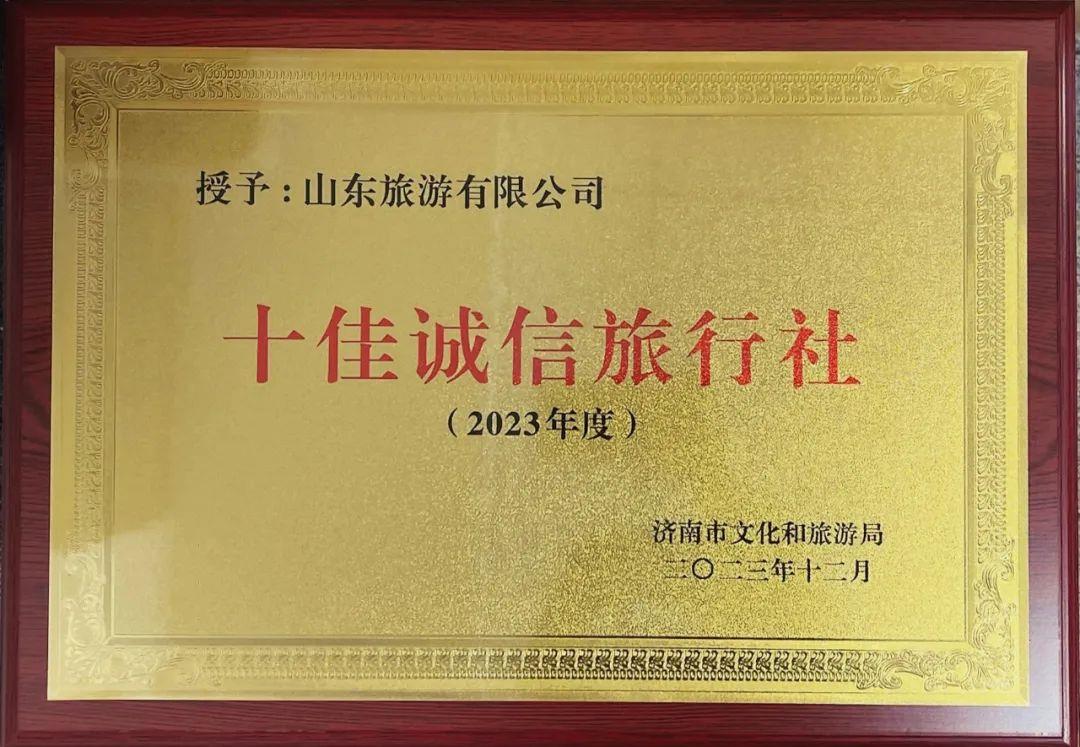 授予：山东旅游有限公司
十佳诚信旅行社
（2023年度）
济南市文化和旅游局
二〇二三年十二月